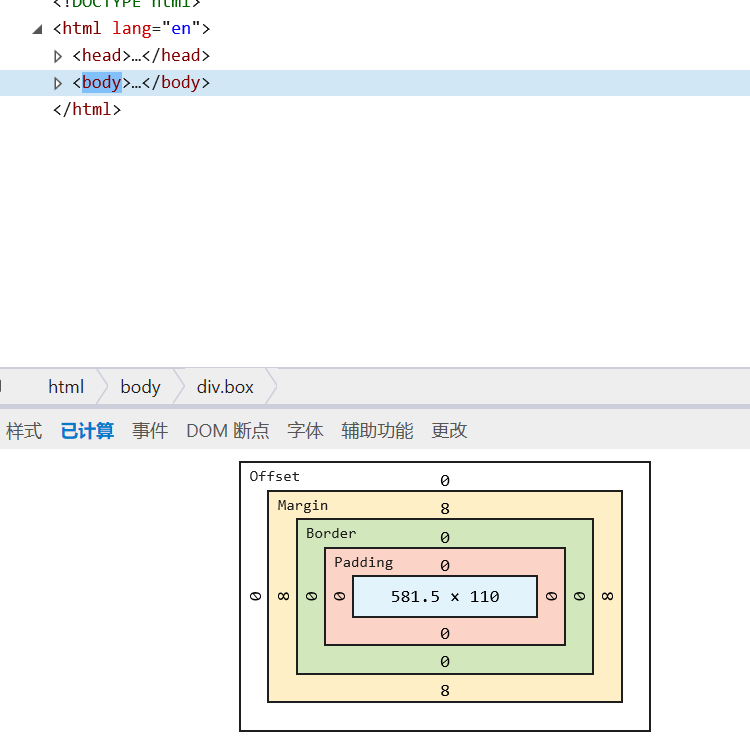 <!DOCTYPE html>
<html lang="en">
<head>…</head>
<body>…</body>
</html>
html body div.box
样式 已计算 事件 DOM 断点 字体 辅助功能 更改
Offset 0
Margin 8
Border 0
Padding 0
0 8 0 0 581.5 × 110 0 0 8
0
0
8